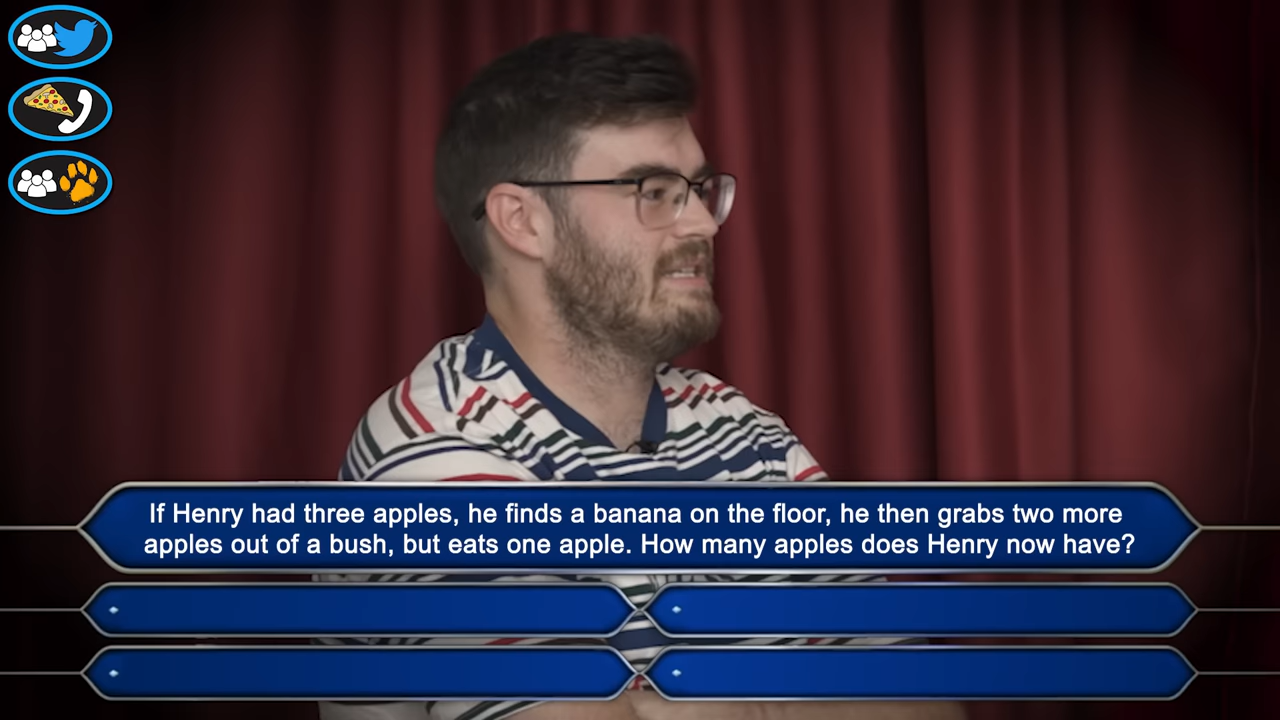 If Henry had three apples, he finds a banana on the floor, he then grabs two more
apples out of a bush, but eats one apple. How many apples does Henry now have?